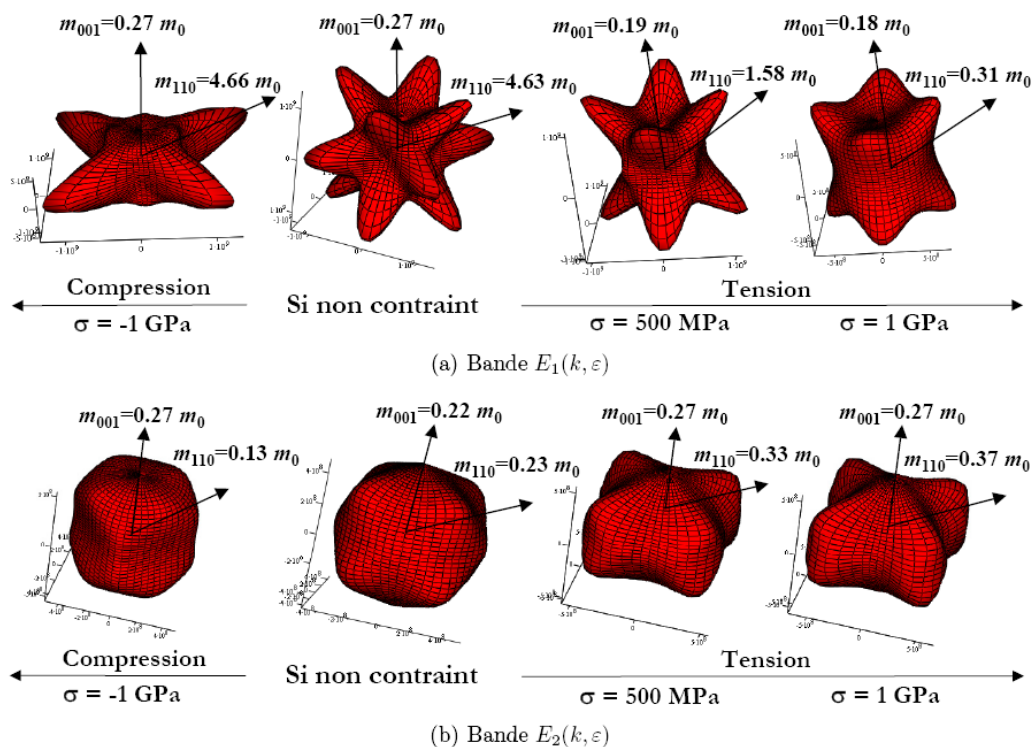 (a)
m001=0.27 m0
m110=4.66 m0
m001=0.27 m0
m110=4.63 m0
m001=0.19 m0
m110=1.58 m0
m001=0.18 m0
m110=0.31 m0
Compression
σ = -1 GPa
Si non contraint
Tension
σ = 500 MPa
σ = 1 GPa
(a) Bande E1(k, ε)
(b)
m001=0.27 m0
m110=0.13 m0
m001=0.22 m0
m110=0.23 m0
m001=0.27 m0
m110=0.33 m0
m001=0.27 m0
m110=0.37 m0
Compression
σ = -1 GPa
Si non contraint
Tension
σ = 500 MPa
σ = 1 GPa
(b) Bande E2(k, ε)